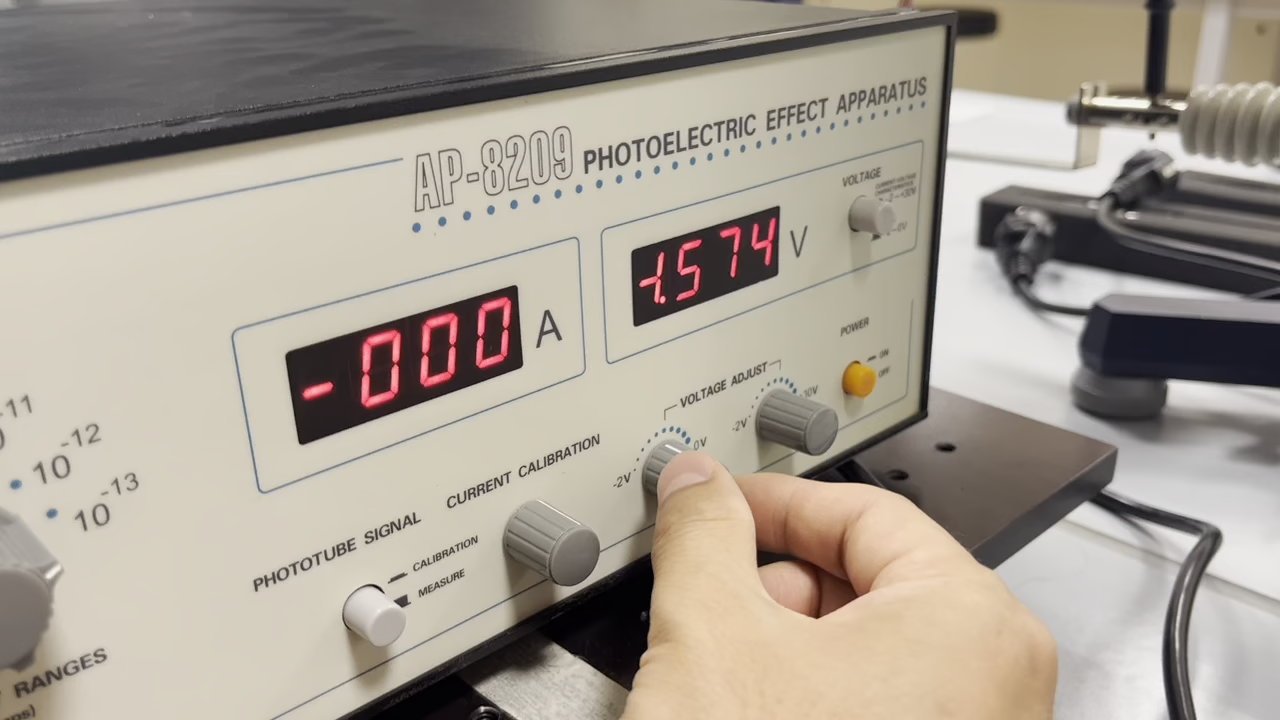 AP-8209 PHOTOELECTRIC EFFECT APPARATUS
VOLTAGE
-1.574 V
-000 A
POWER
ON
OFF
VOLTAGE ADJUST
-2V
0V
-2V
30V
CURRENT CALIBRATION
PHOTOTUBE SIGNAL
CALIBRATION
MEASURE
-11
10-12
10-13
RANGES